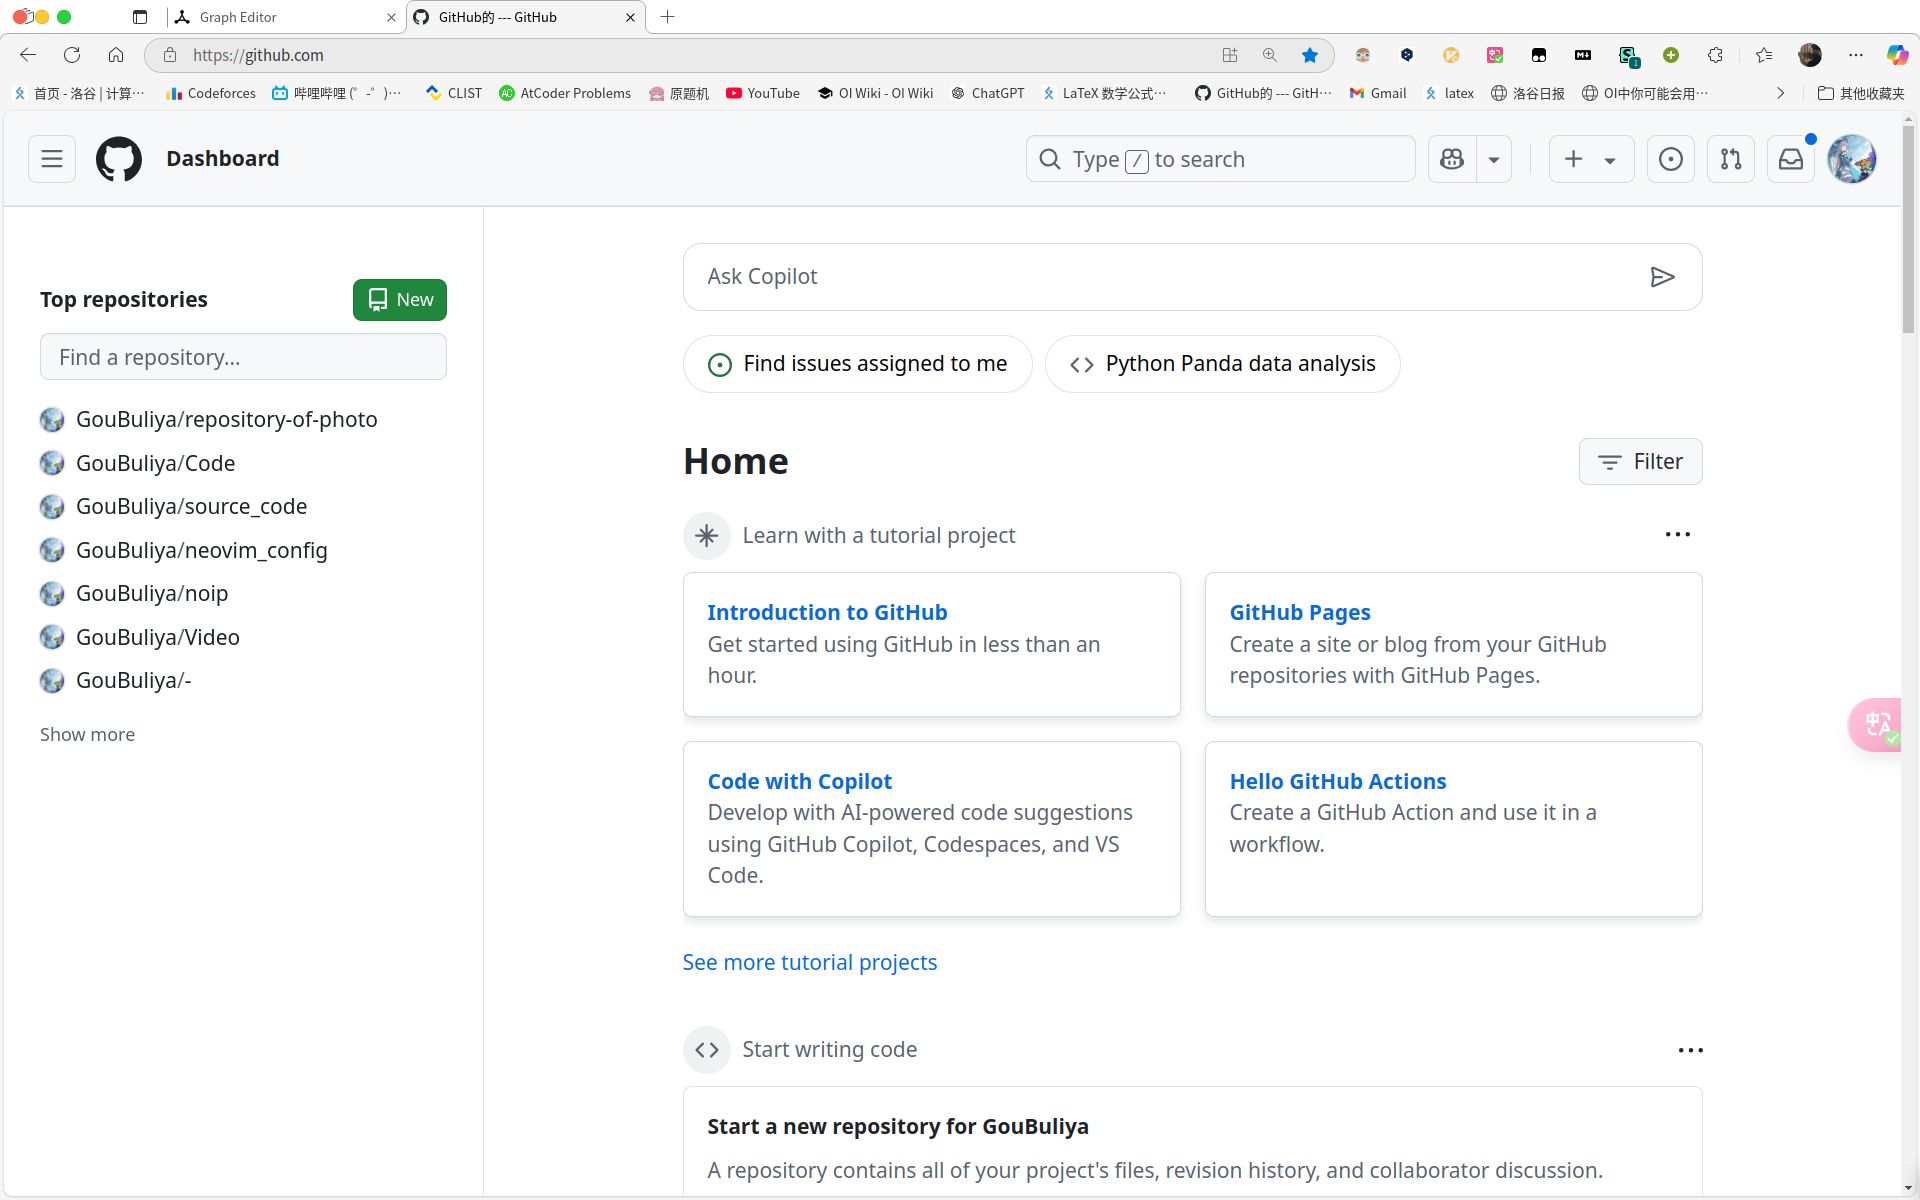 Graph Editor
GitHub的 --- GitHub
https://github.com
首页 - 洛谷 | 计算…
Codeforces
哔哩哔哩 (゜-゜)…
CLIST
AtCoder Problems
原题机
YouTube
OI Wiki - OI Wiki
ChatGPT
LaTeX 数学公式…
GitHub的 --- GitH…
Gmail
latex
洛谷日报
OI中你可能会用…
其他收藏夹
Dashboard
Type / to search
Top repositories
New
Find a repository...
GouBuliya/repository-of-photo
GouBuliya/Code
GouBuliya/source_code
GouBuliya/neovim_config
GouBuliya/noip
GouBuliya/Video
GouBuliya/-
Show more
Ask Copilot
Find issues assigned to me
Python Panda data analysis
Home
Filter
Learn with a tutorial project
Introduction to GitHub
Get started using GitHub in less than an
hour.
GitHub Pages
Create a site or blog from your GitHub
repositories with GitHub Pages.
Code with Copilot
Develop with AI-powered code suggestions
using GitHub Copilot, Codespaces, and VS
Code.
Hello GitHub Actions
Create a GitHub Action and use it in a
workflow.
See more tutorial projects
Start writing code
Start a new repository for GouBuliya
A repository contains all of your project's files, revision history, and collaborator discussion.